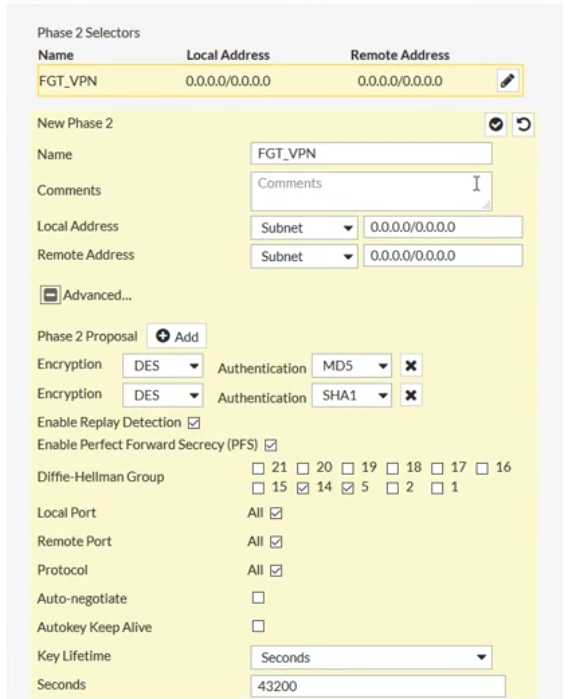 Phase 2 Selectors
Name Local Address Remote Address
FGT_VPN 0.0.0.0/0.0.0.0 0.0.0.0/0.0.0.0
New Phase 2
Name FGT_VPN
Comments Comments
Local Address Subnet 0.0.0.0/0.0.0.0
Remote Address Subnet 0.0.0.0/0.0.0.0
Advanced...
Phase 2 Proposal Add
Encryption DES Authentication MD5
Encryption DES Authentication SHA1
Enable Replay Detection
Enable Perfect Forward Secrecy (PFS)
Diffie-Hellman Group 21 20 19 18 17 16
15 14 5 2 1
Local Port All
Remote Port All
Protocol All
Auto-negotiate
Autokey Keep Alive
Key Lifetime Seconds
Seconds 43200